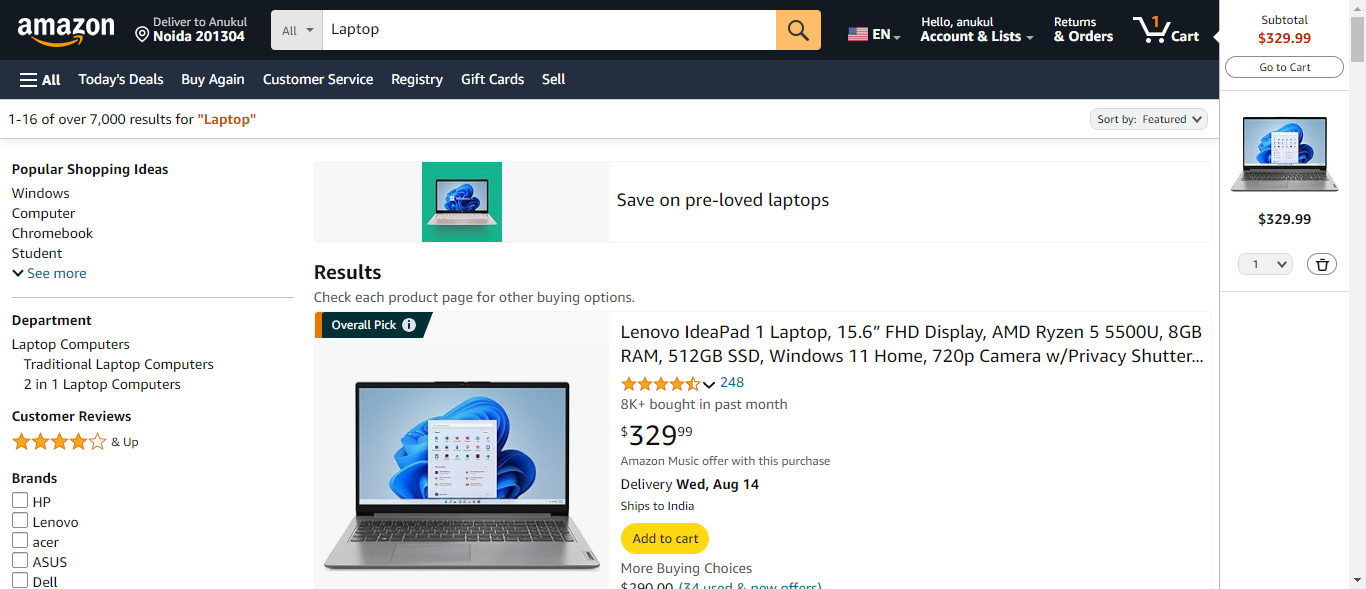 amazon
Deliver to Anukul
Noida 201304
All
Laptop
EN
Hello, anukul
Account & Lists
Returns
& Orders
1
Cart
All
Today's Deals
Buy Again
Customer Service
Registry
Gift Cards
Sell
Subtotal
$329.99
Go to Cart
$329.99
1
1-16 of over 7,000 results for "Laptop"
Sort by: Featured
Popular Shopping Ideas
Windows
Computer
Chromebook
Student
See more
Department
Laptop Computers
Traditional Laptop Computers
2 in 1 Laptop Computers
Customer Reviews
& Up
Brands
HP
Lenovo
acer
ASUS
Dell
Save on pre-loved laptops
Results
Check each product page for other buying options.
Overall Pick
Lenovo IdeaPad 1 Laptop, 15.6” FHD Display, AMD Ryzen 5 5500U, 8GB
RAM, 512GB SSD, Windows 11 Home, 720p Camera w/Privacy Shutter...
248
8K+ bought in past month
$32999
Amazon Music offer with this purchase
Delivery Wed, Aug 14
Ships to India
Add to cart
More Buying Choices
$290.00 (34 used & new offers)